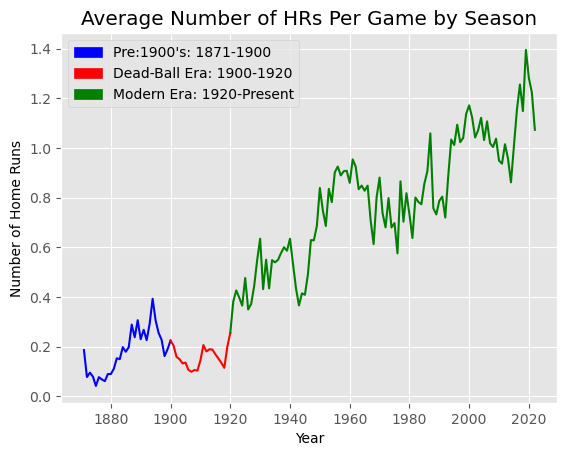 Average Number of HRs Per Game by Season
Pre:1900's: 1871-1900
Dead-Ball Era: 1900-1920
Modern Era: 1920-Present
Number of Home Runs
1.4
1.2
1.0
0.8
0.6
0.4
0.2
0.0
1880 1900 1920 1940 1960 1980 2000 2020
Year